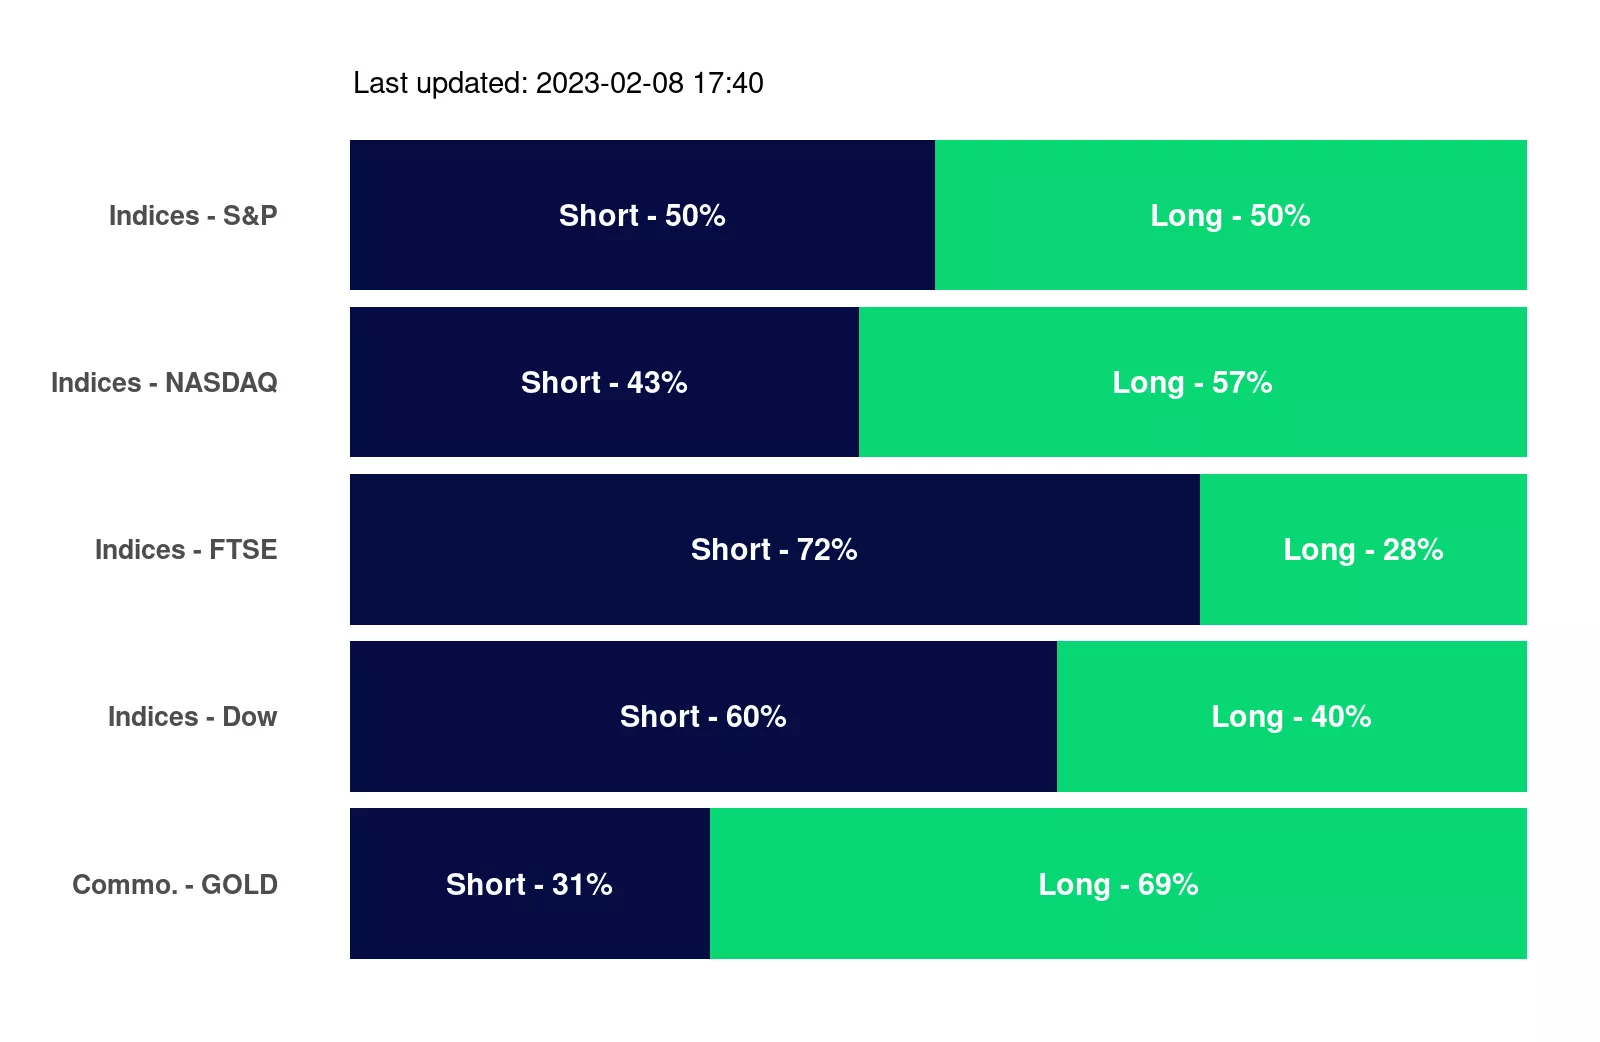 Last updated: 2023-02-08 17:40
Indices - S&P Short - 50% Long - 50%
Indices - NASDAQ Short - 43% Long - 57%
Indices - FTSE Short - 72% Long - 28%
Indices - Dow Short - 60% Long - 40%
Commo. - GOLD Short - 31% Long - 69%